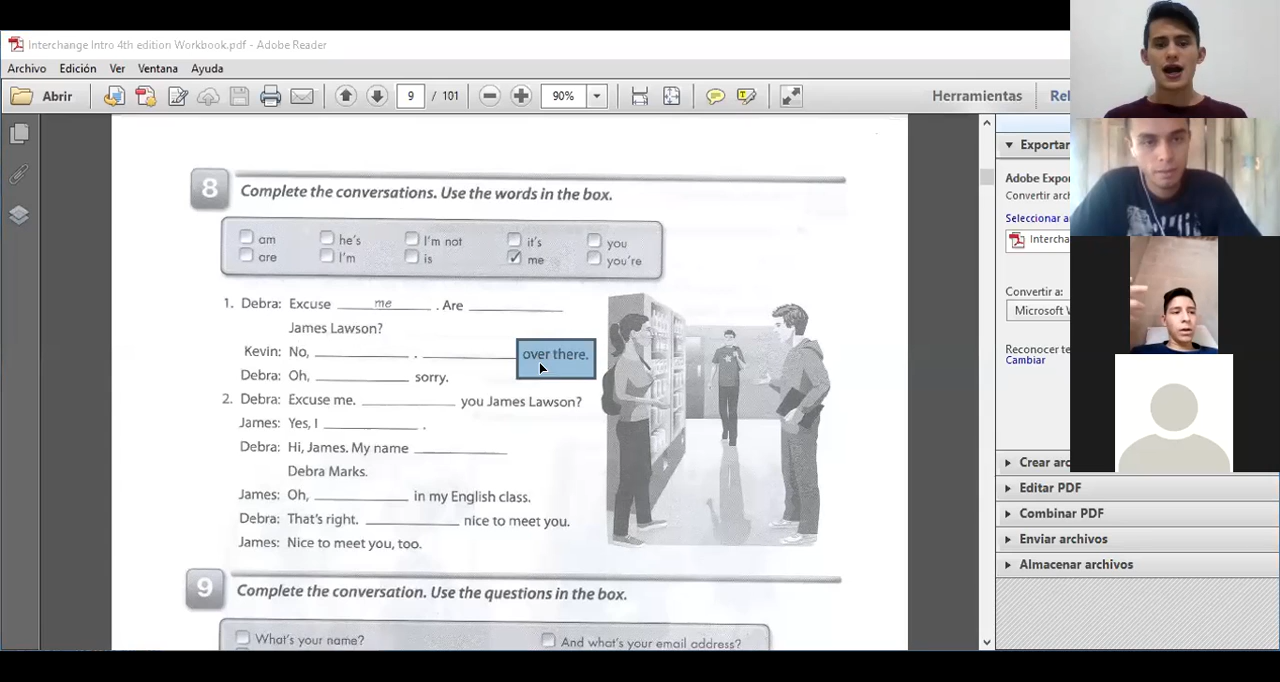 Interchange Intro 4th edition Workbook.pdf - Adobe Reader
Archivo Edición Ver Ventana Ayuda
Abrir 9 / 101 90% Herramientas
8 Complete the conversations. Use the words in the box.
am he's I'm not it's you
are I'm is me you're
1. Debra: Excuse me. Are
James Lawson?
Kevin: No, . over there.
Debra: Oh, sorry.
2. Debra: Excuse me. you James Lawson?
James: Yes, I .
Debra: Hi, James. My name
Debra Marks.
James: Oh, in my English class.
Debra: That's right. nice to meet you.
James: Nice to meet you, too.
9 Complete the conversation. Use the questions in the box.
What's your name? And what's your email address?
Exportar
Adobe
Convertir
Seleccionar
Convertir a:
Microsoft
Reconocer
Cambiar
Crear
Editar PDF
Combinar PDF
Enviar archivos
Almacenar archivos